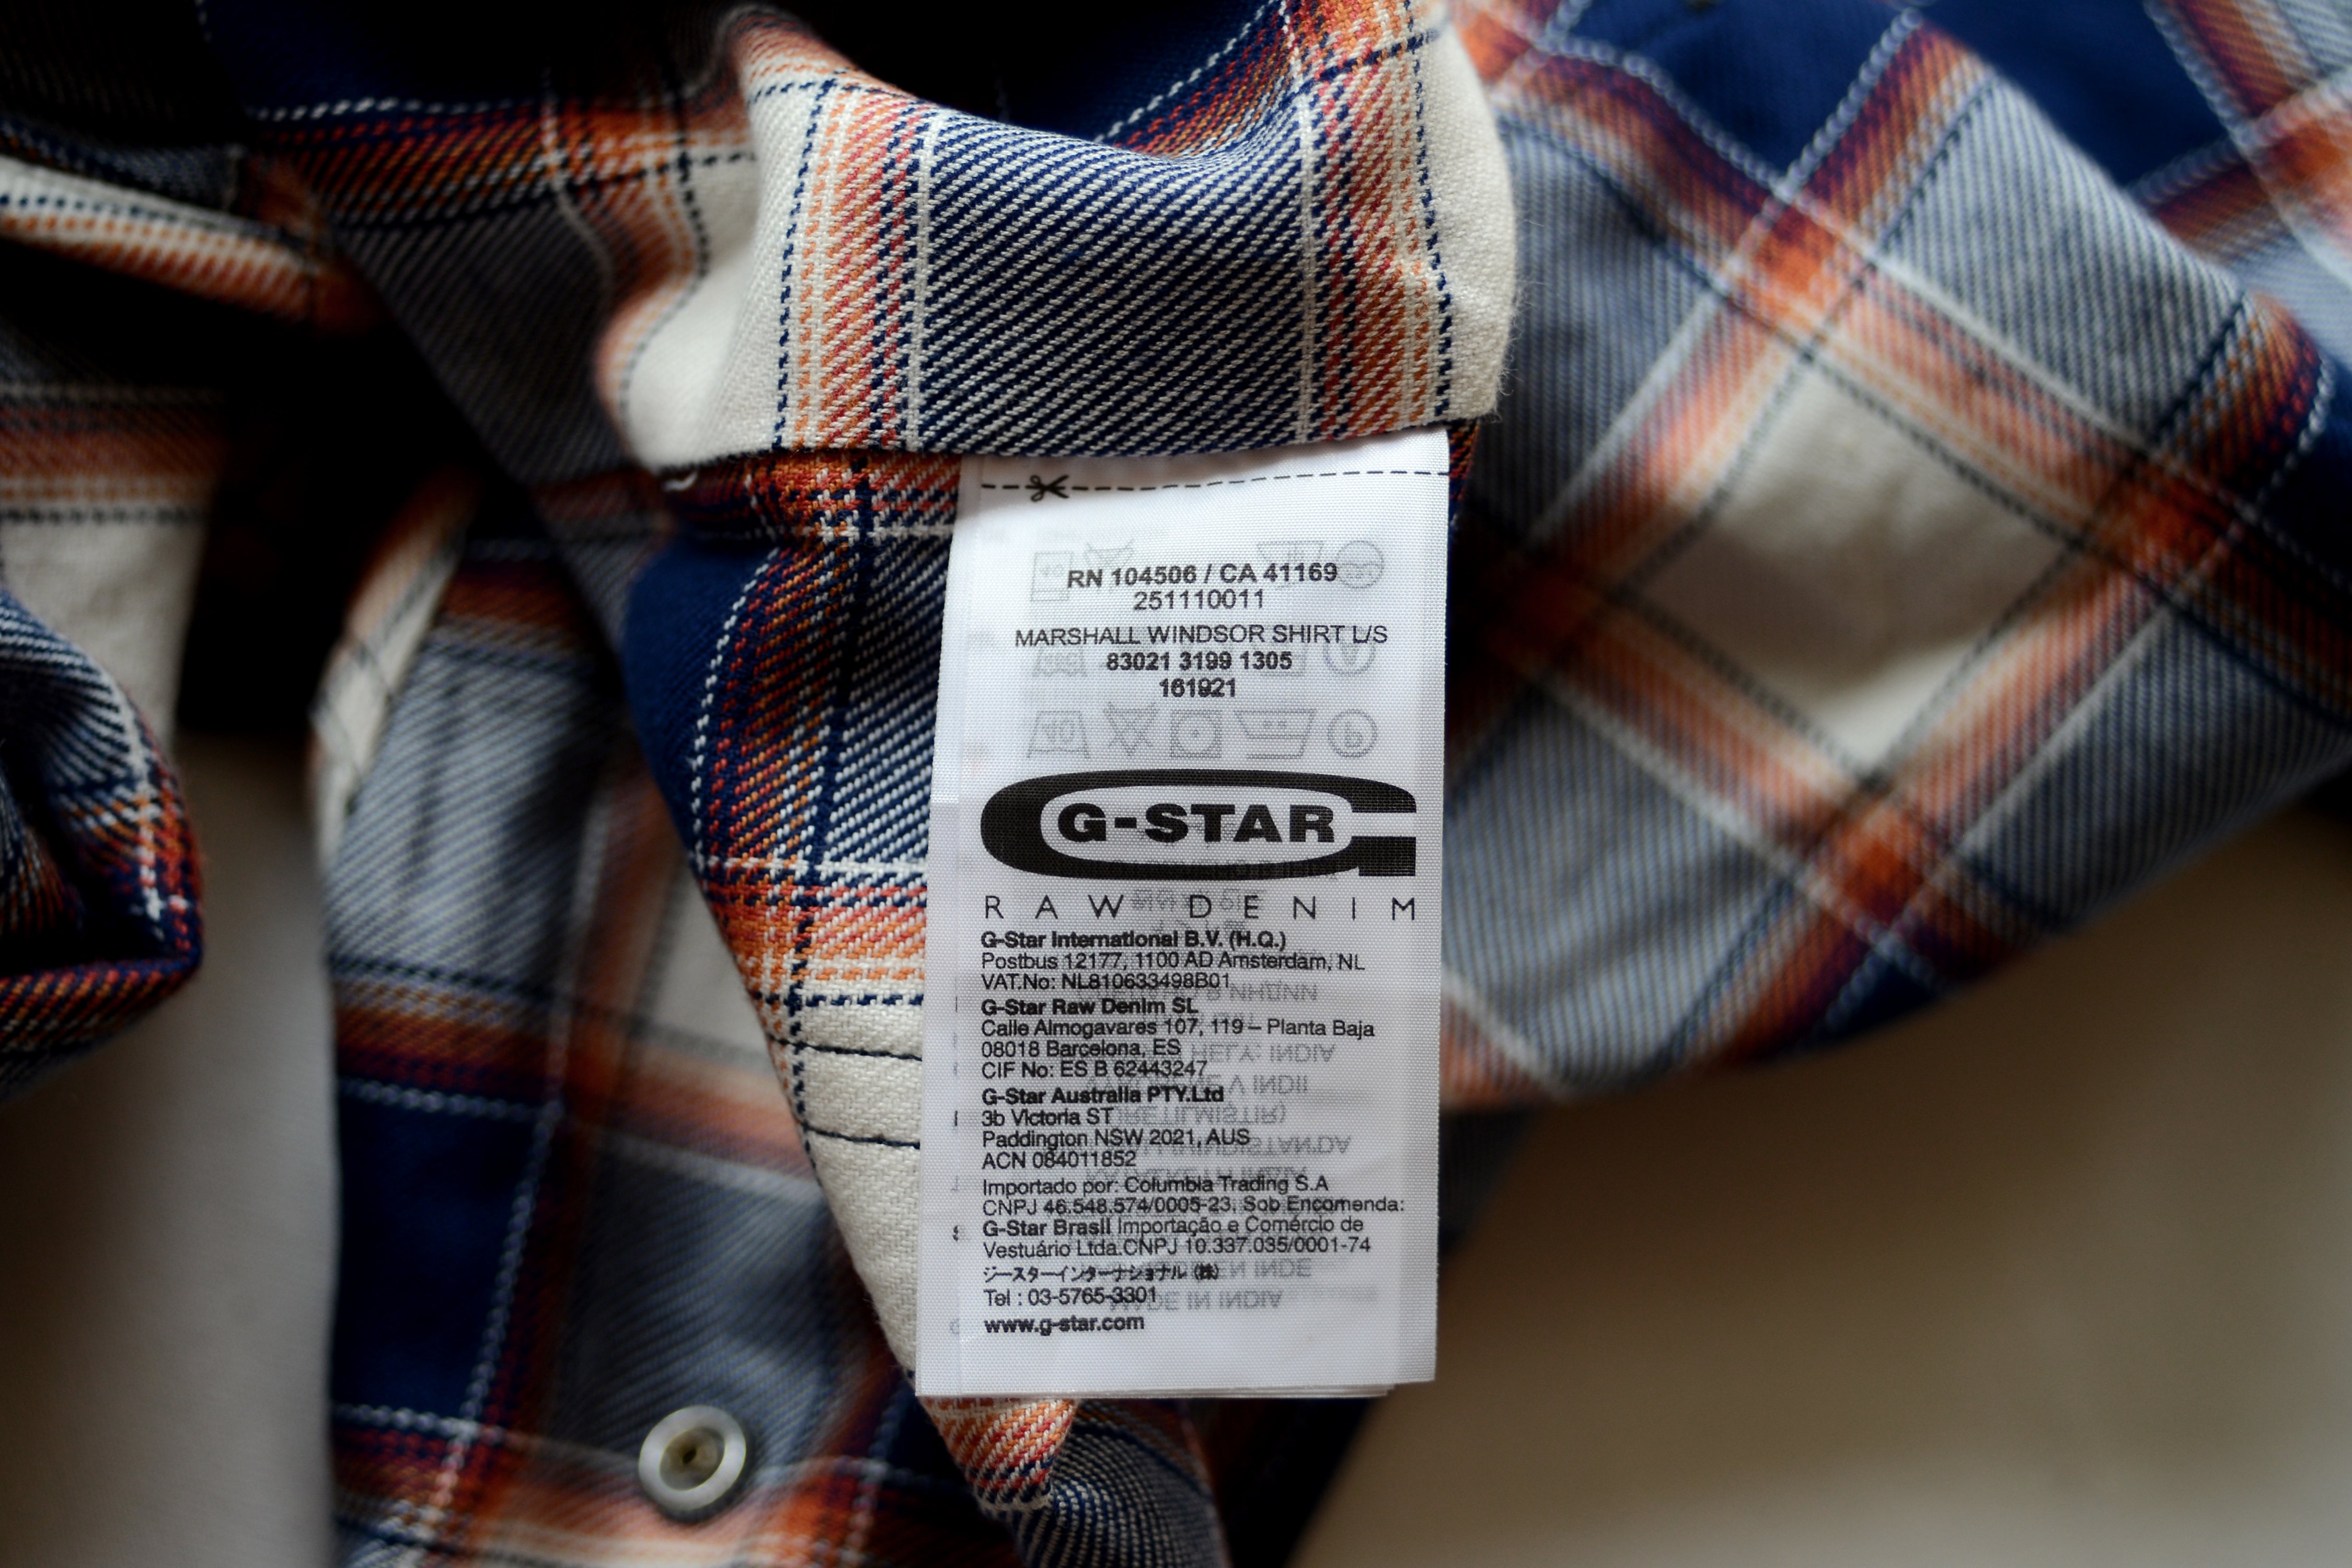 RN 104506 / CA 41169
251110011
MARSHALL WINDSOR SHIRT L/S
83021 3199 1305
161921
G-STAR
RAW DENIM
G-Star International B.V. (H.Q.)
Postbus 12177, 1100 AD Amsterdam, NL
VAT.No: NL810633498B01
G-Star Raw Denim SL
Calle Almogavares 107, 119 – Planta Baja
08018 Barcelona, ES
CIF No: ES B 62443247
G-Star Australia PTY.Ltd
3b Victoria ST
Paddington NSW 2021, AUS
ACN 084011852
Importado por: Columbia Trading S.A
CNPJ 46.548.574/0005-23. Sob Encomenda:
G-Star Brasil Importação e Comércio de
Vestuário Ltda.CNPJ 10.337.035/0001-74
ジースターインターナショナル (株)
Tel : 03-5765-3301
www.g-star.com